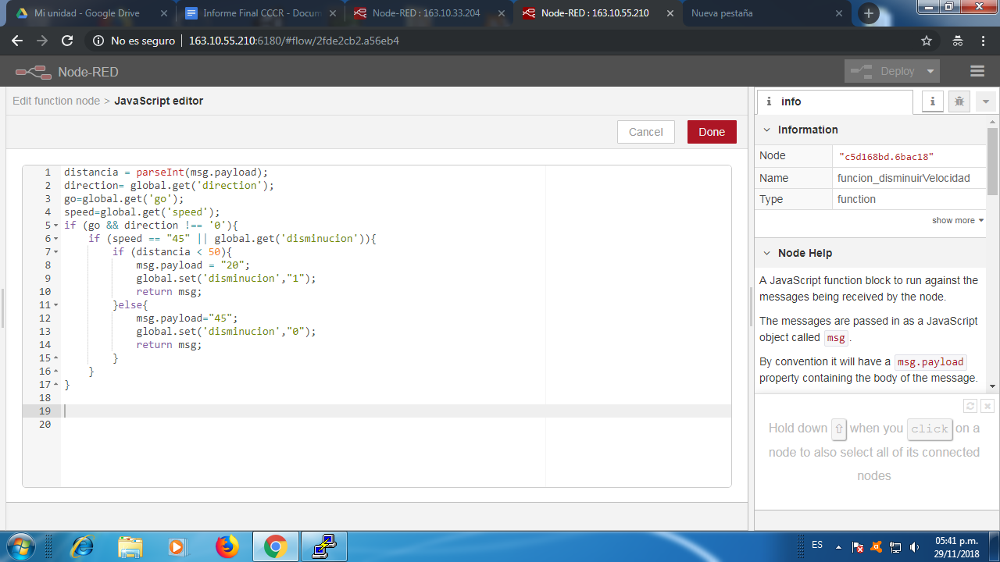 Mi unidad - Google Drive
Informe Final CCCR - Docum
Node-RED : 163.10.33.204
Node-RED : 163.10.55.210
Nueva pestaña
No es seguro | 163.10.55.210:6180/#flow/2fde2cb2.a56eb4
Node-RED
Deploy
Edit function node > JavaScript editor
Cancel
Done
1 distancia = parseInt(msg.payload);
2 direction= global.get('direction');
3 go=global.get('go');
4 speed=global.get('speed');
5 if (go && direction !== '0'){
6 if (speed == "45" || global.get('disminucion')){
7 if (distancia < 50){
8 msg.payload = "20";
9 global.set('disminucion',"1");
10 return msg;
11 }else{
12 msg.payload="45";
13 global.set('disminucion',"0");
14 return msg;
15 }
16 }
17 }
18
19
20
i info
i
Information
Node "c5d168bd.6bac18"
Name funcion_disminuirVelocidad
Type function
show more
Node Help
A JavaScript function block to run against the
messages being received by the node.
The messages are passed in as a JavaScript
object called msg .
By convention it will have a msg.payload
property containing the body of the message.
Hold down ⇧ when you click on a
node to also select all of its connected
nodes
ES
05:41 p.m.
29/11/2018